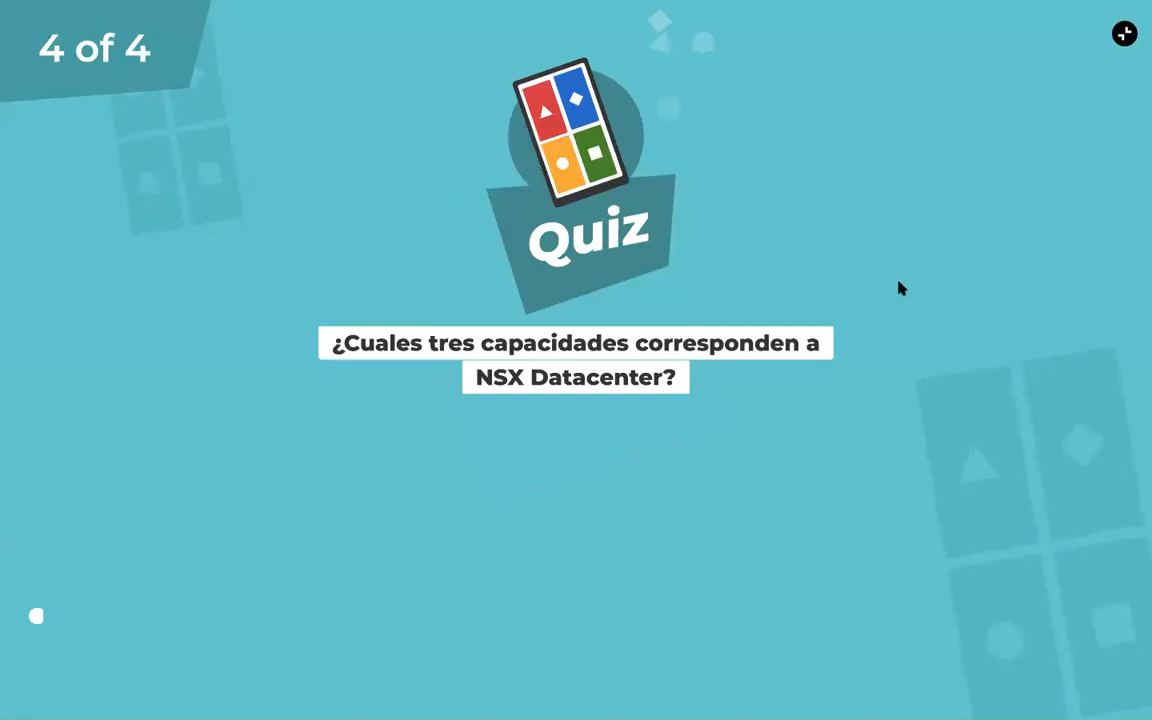 4 of 4
Quiz
¿Cuales tres capacidades corresponden a
NSX Datacenter?